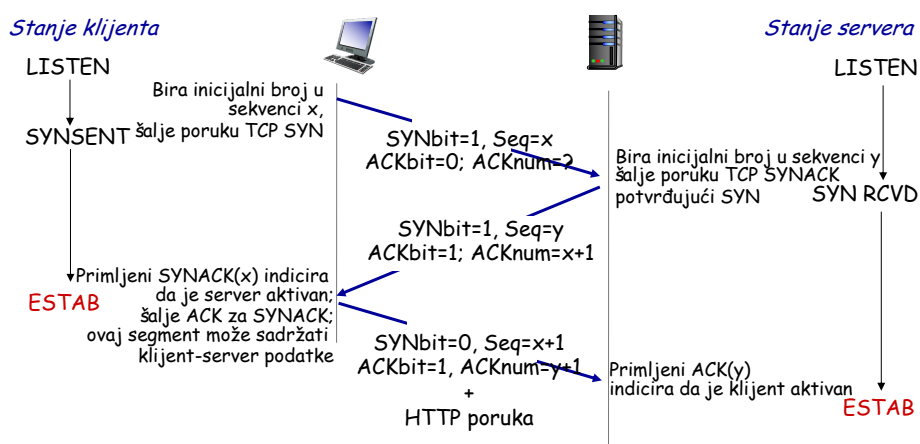 Stanje klijenta
Stanje servera
LISTEN
LISTEN
Bira inicijalni broj u
sekvenci x,
šalje poruku TCP SYN
SYNSENT
SYNbit=1, Seq=x
ACKbit=0; ACKnum=?
Bira inicijalni broj u sekvenci y
šalje poruku TCP SYNACK
potvrđujući SYN
SYN RCVD
SYNbit=1, Seq=y
ACKbit=1; ACKnum=x+1
Primljeni SYNACK(x) indicira
da je server aktivan;
šalje ACK za SYNACK;
ovaj segment može sadržati
klijent-server podatke
ESTAB
SYNbit=0, Seq=x+1
ACKbit=1, ACKnum=y+1
+
HTTP poruka
Primljeni ACK(y)
indicira da je klijent aktivan
ESTAB